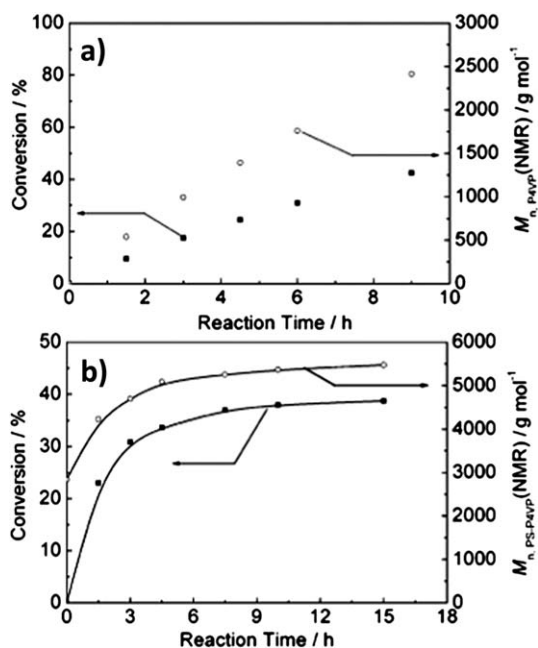 a)
100
80
60
40
20
0
Conversion / %
3000
2500
2000
1500
1000
500
0
Mn, P4VP(NMR) / g mol-1
0 2 4 6 8 10
Reaction Time / h
b)
50
40
30
20
10
0
Conversion / %
6000
5000
4000
3000
2000
1000
0
Mn, PS-P4VP(NMR) / g mol-1
0 3 6 9 12 15 18
Reaction Time / h